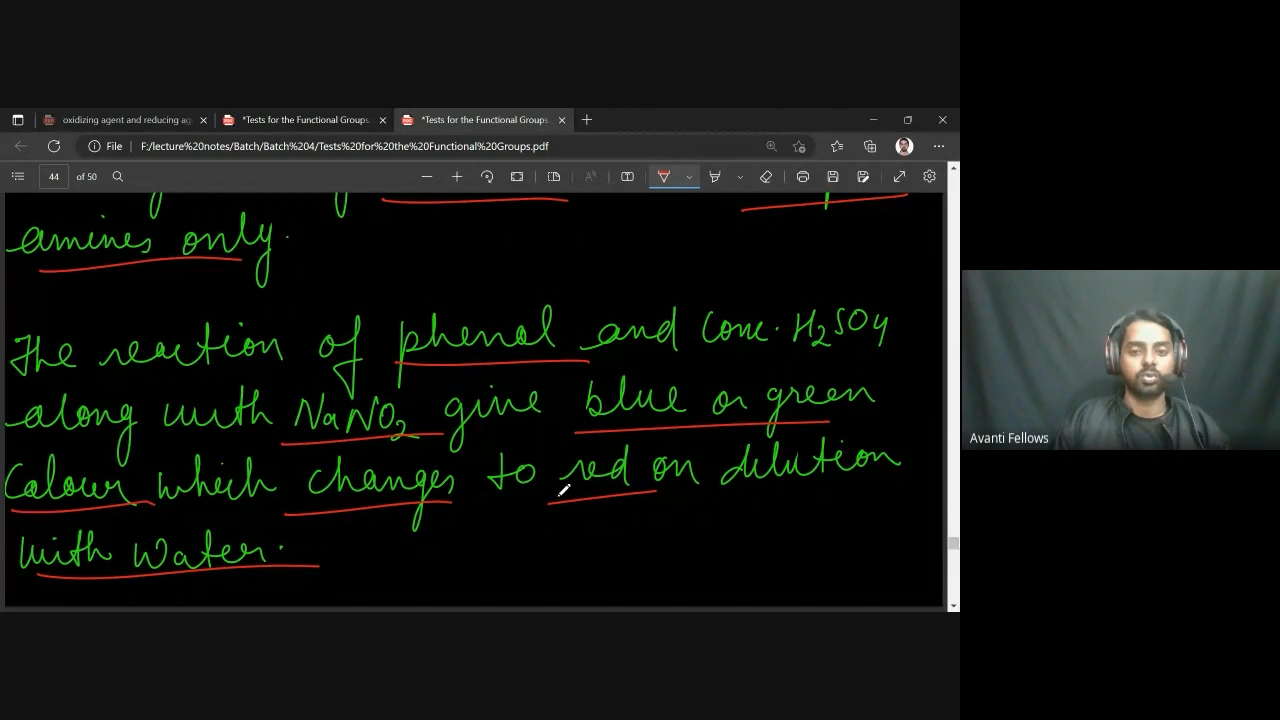 oxidizing agent and reducing ag
*Tests for the Functional Groups.
*Tests for the Functional Groups.
File
F:/lecture%20notes/Batch/Batch%204/Tests%20for%20the%20Functional%20Groups.pdf
44 of 50
amines only.
The reaction of phenol and conc. H2SO4
along with NaNO2 give blue or green
Colour which changes to red on dilution
with water.
Avanti Fellows